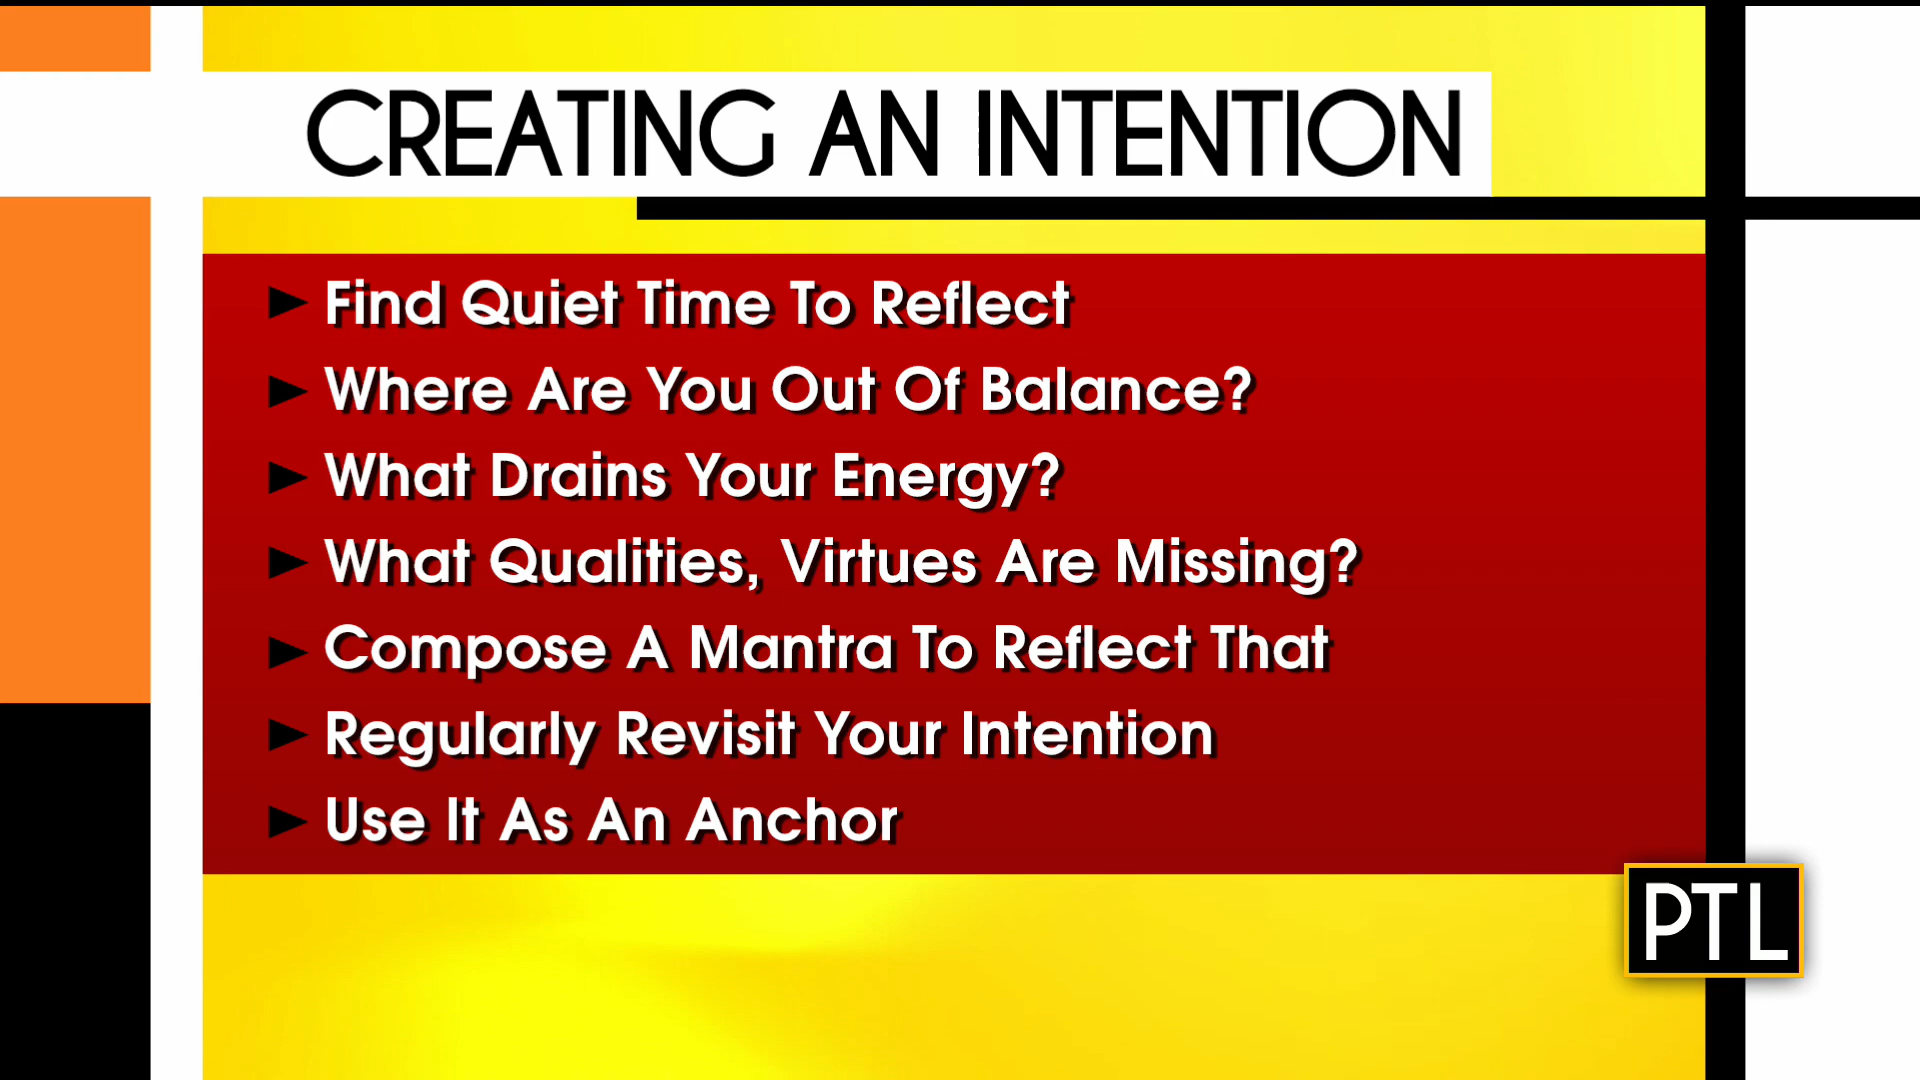 CREATING AN INTENTION
► Find Quiet Time To Reflect
► Where Are You Out Of Balance?
► What Drains Your Energy?
► What Qualities, Virtues Are Missing?
► Compose A Mantra To Reflect That
► Regularly Revisit Your Intention
► Use It As An Anchor
PTL